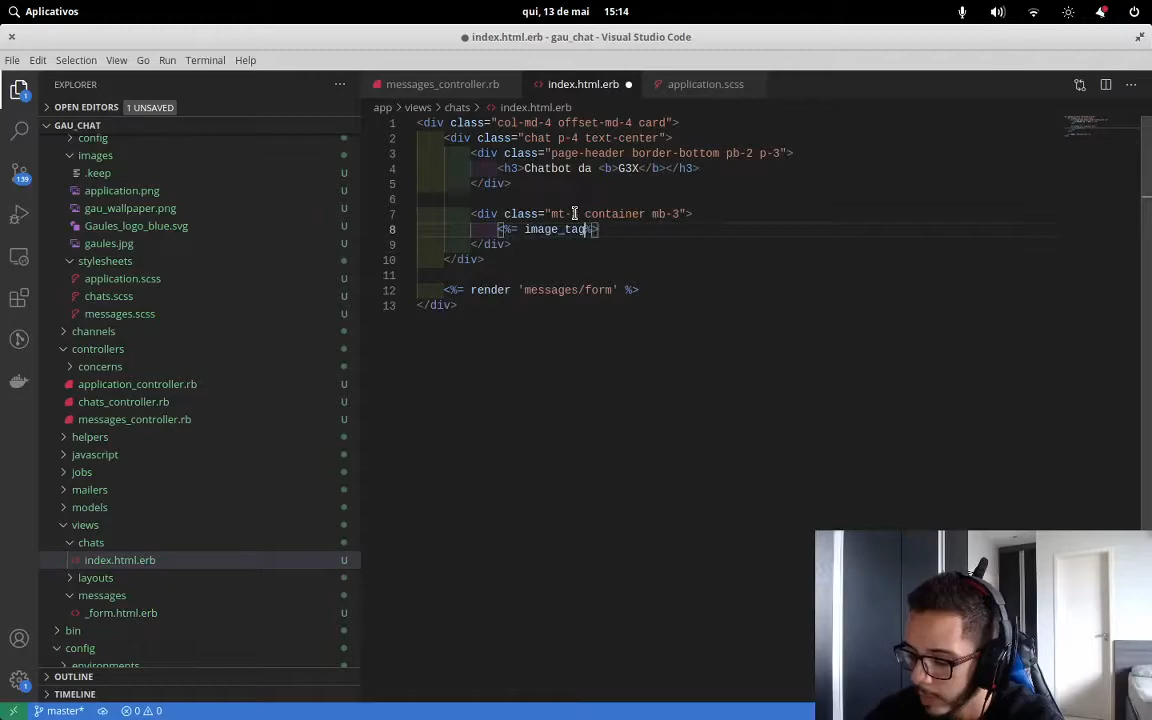 Aplicativos
qui, 13 de mai 15:14
index.html.erb - gau_chat - Visual Studio Code
File Edit Selection View Go Run Terminal Help
EXPLORER
OPEN EDITORS 1 UNSAVED
GAU_CHAT
config
images
.keep
application.png
gau_wallpaper.png
Gaules_logo_blue.svg
gaules.jpg
stylesheets
application.scss U
chats.scss U
messages.scss U
channels
controllers
concerns
application_controller.rb U
chats_controller.rb U
messages_controller.rb U
helpers
javascript
jobs
mailers
models
views
chats
index.html.erb U
layouts
messages
_form.html.erb U
bin
config
environments
OUTLINE
TIMELINE
messages_controller.rb index.html.erb application.scss
app views chats index.html.erb
1 <div class="col-md-4 offset-md-4 card">
2 <div class="chat p-4 text-center">
3 <div class="page-header border-bottom pb-2 p-3">
4 <h3>Chatbot da <b>G3X</b></h3>
5 </div>
6
7 <div class="mt- container mb-3">
8 <%= image_tag%>
9 </div>
10 </div>
11
12 <%= render 'messages/form' %>
13 </div>
139
1
1
master* 0 0